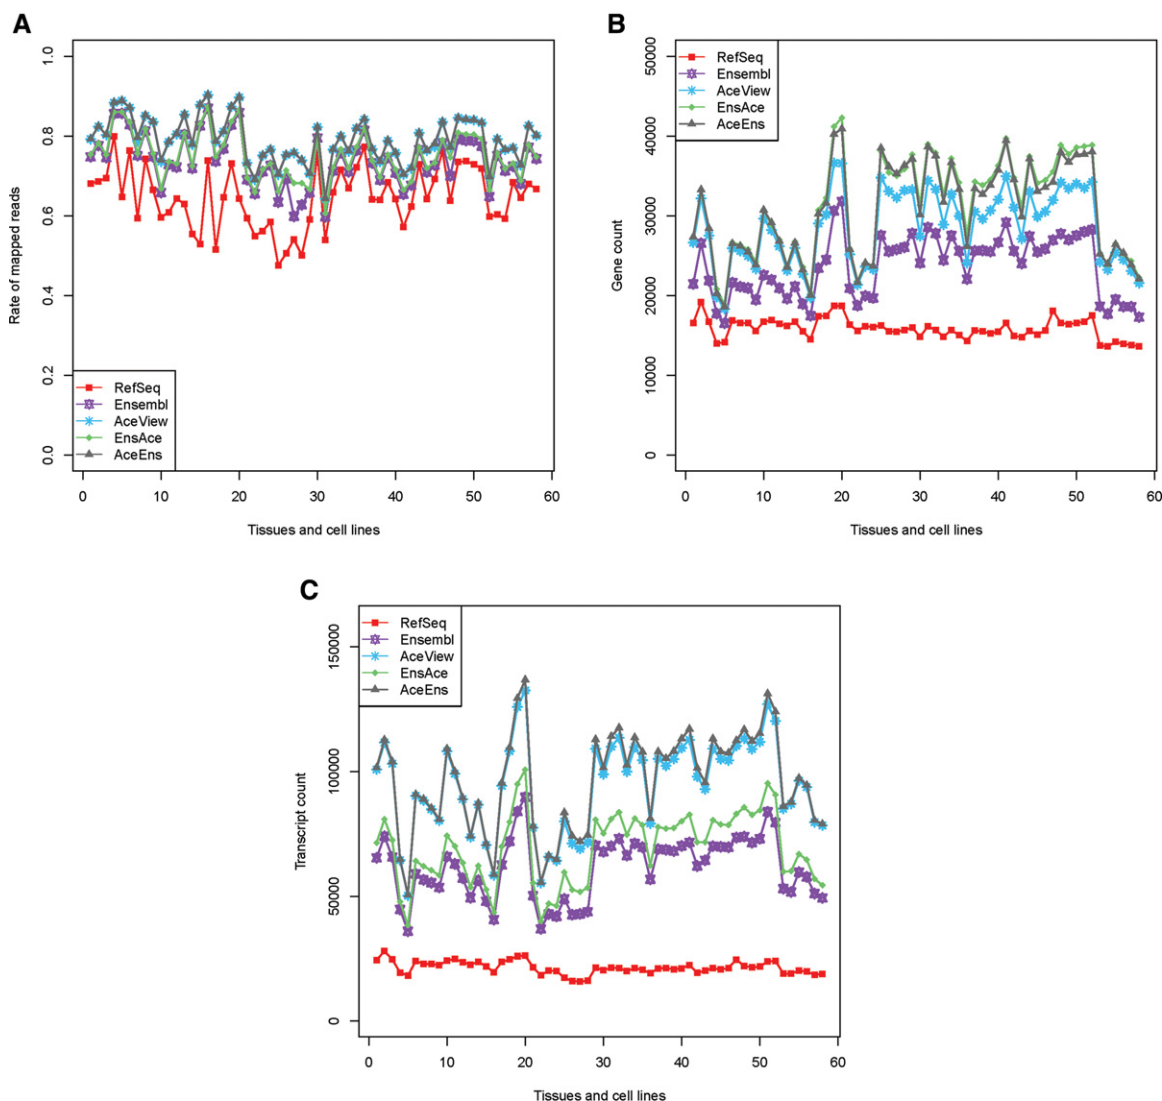 A
Rate of mapped reads
1.0
0.8
0.6
0.4
0.2
0.0
RefSeq
Ensembl
AceView
EnsAce
AceEns
0 10 20 30 40 50 60
Tissues and cell lines
B
Gene count
50000
40000
30000
20000
10000
0
RefSeq
Ensembl
AceView
EnsAce
AceEns
0 10 20 30 40 50 60
Tissues and cell lines
C
Transcript count
150000
100000
50000
0
RefSeq
Ensembl
AceView
EnsAce
AceEns
0 10 20 30 40 50 60
Tissues and cell lines